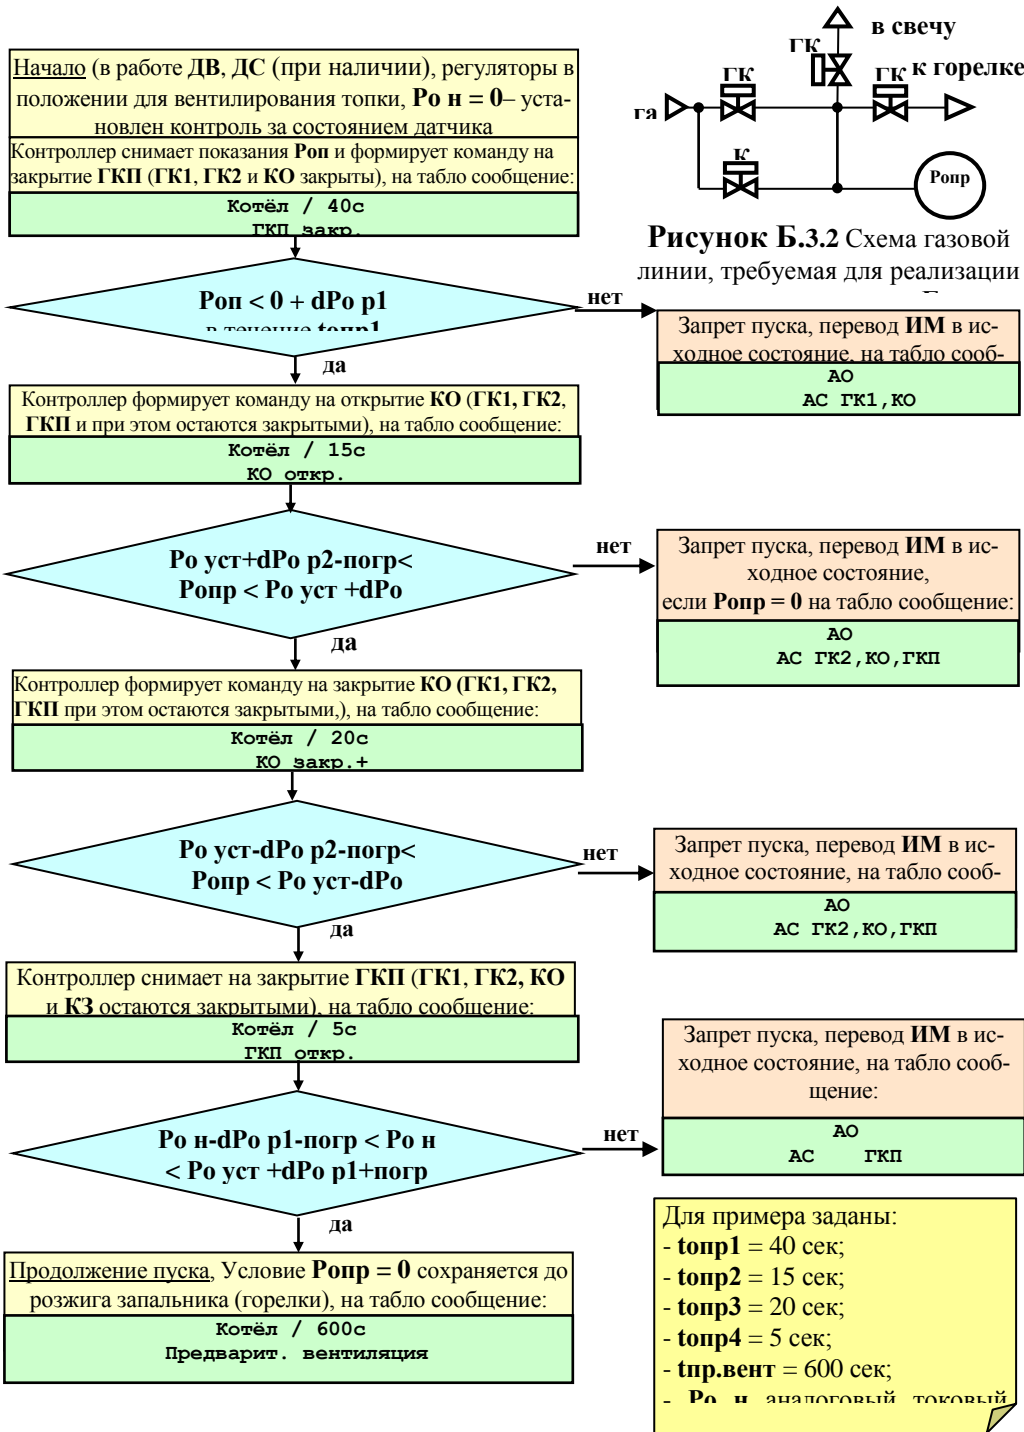 Начало (в работе ДВ, ДС (при наличии), регуляторы в
положении для вентилирования топки, Ро н = 0– уста-
новлен контроль за состоянием датчика
Контроллер снимает показания Роп и формирует команду на
закрытие ГКП (ГК1, ГК2 и КО закрыты), на табло сообщение:
Котёл / 40с
ГКП закр.
в свечу
ГК
ГК
ГК к горелке
га
К
Ропр
Рисунок Б.3.2 Схема газовой
линии, требуемая для реализации
Роп < 0 + dРо р1
в течение tопр1
нет
да
Запрет пуска, перевод ИМ в ис-
ходное состояние, на табло сооб-
АО
АС ГК1,КО
Контроллер формирует команду на открытие КО (ГК1, ГК2,
ГКП и при этом остаются закрытыми), на табло сообщение:
Котёл / 15с
КО откр.
Ро уст+dРо р2-погр<
Ропр < Ро уст +dРо
нет
да
Запрет пуска, перевод ИМ в ис-
ходное состояние,
если Ропр = 0 на табло сообщение:
АО
АС ГК2,КО,ГКП
Контроллер формирует команду на закрытие КО (ГК1, ГК2,
ГКП при этом остаются закрытыми,), на табло сообщение:
Котёл / 20с
КО закр.+
Ро уст-dРо р2-погр<
Ропр < Ро уст-dРо
нет
да
Запрет пуска, перевод ИМ в ис-
ходное состояние, на табло сооб-
АО
АС ГК2,КО,ГКП
Контроллер снимает на закрытие ГКП (ГК1, ГК2, КО
и КЗ остаются закрытыми), на табло сообщение:
Котёл / 5с
ГКП откр.
Ро н-dРо р1-погр < Ро н
< Ро уст +dРо р1+погр
нет
да
Запрет пуска, перевод ИМ в ис-
ходное состояние, на табло сооб-
щение:
АО
АС ГКП
Продолжение пуска, Условие Ропр = 0 сохраняется до
розжига запальника (горелки), на табло сообщение:
Котёл / 600с
Предварит. вентиляция
Для примера заданы:
- tопр1 = 40 сек;
- tопр2 = 15 сек;
- tопр3 = 20 сек;
- tопр4 = 5 сек;
- tпр.вент = 600 сек;
- Ро н аналоговый токовый